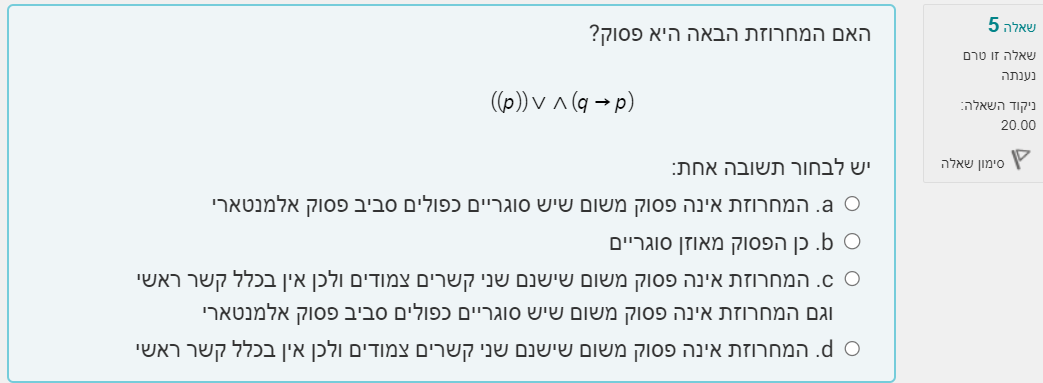 שאלה 5
שאלה זו טרם
נענתה
ניקוד השאלה:
20.00
סימון שאלה
האם המחרוזת הבאה היא פסוק?
((p)) ∨ ∧ (q → p)
יש לבחור תשובה אחת:
a. המחרוזת אינה פסוק משום שיש סוגריים כפולים סביב פסוק אלמנטארי
b. כן הפסוק מאוזן סוגריים
c. המחרוזת אינה פסוק משום שישנם שני קשרים צמודים ולכן אין בכלל קשר ראשי
וגם המחרוזת אינה פסוק משום שיש סוגריים כפולים סביב פסוק אלמנטארי
d. המחרוזת אינה פסוק משום שישנם שני קשרים צמודים ולכן אין בכלל קשר ראשי